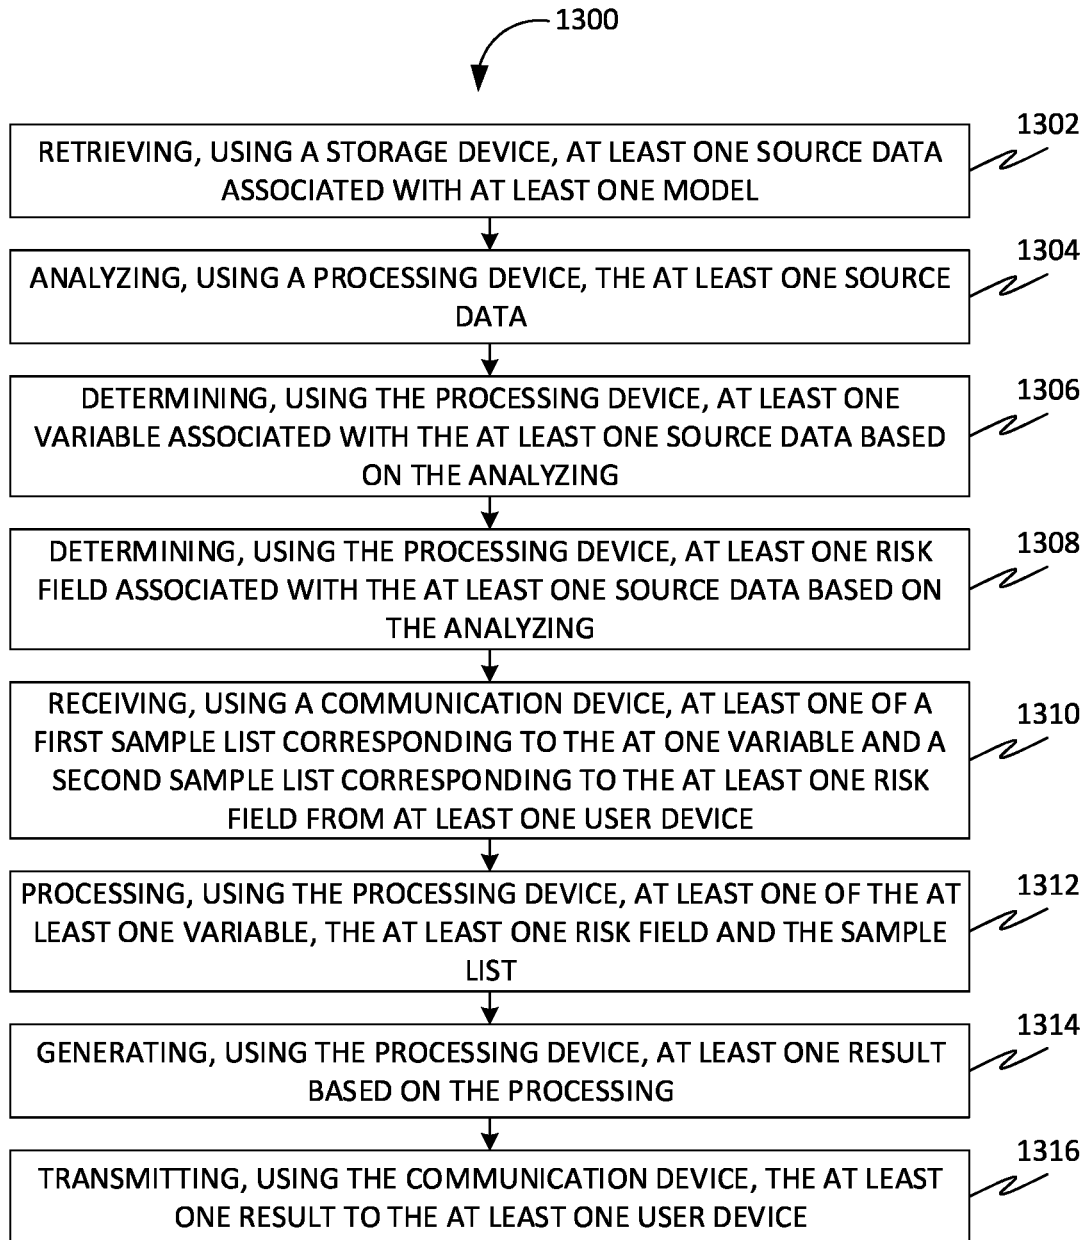 1300
1302
RETRIEVING, USING A STORAGE DEVICE, AT LEAST ONE SOURCE DATA
ASSOCIATED WITH AT LEAST ONE MODEL
1304
ANALYZING, USING A PROCESSING DEVICE, THE AT LEAST ONE SOURCE
DATA
1306
DETERMINING, USING THE PROCESSING DEVICE, AT LEAST ONE
VARIABLE ASSOCIATED WITH THE AT LEAST ONE SOURCE DATA BASED
ON THE ANALYZING
1308
DETERMINING, USING THE PROCESSING DEVICE, AT LEAST ONE RISK
FIELD ASSOCIATED WITH THE AT LEAST ONE SOURCE DATA BASED ON
THE ANALYZING
1310
RECEIVING, USING A COMMUNICATION DEVICE, AT LEAST ONE OF A
FIRST SAMPLE LIST CORRESPONDING TO THE AT ONE VARIABLE AND A
SECOND SAMPLE LIST CORRESPONDING TO THE AT LEAST ONE RISK
FIELD FROM AT LEAST ONE USER DEVICE
1312
PROCESSING, USING THE PROCESSING DEVICE, AT LEAST ONE OF THE AT
LEAST ONE VARIABLE, THE AT LEAST ONE RISK FIELD AND THE SAMPLE
LIST
1314
GENERATING, USING THE PROCESSING DEVICE, AT LEAST ONE RESULT
BASED ON THE PROCESSING
1316
TRANSMITTING, USING THE COMMUNICATION DEVICE, THE AT LEAST
ONE RESULT TO THE AT LEAST ONE USER DEVICE